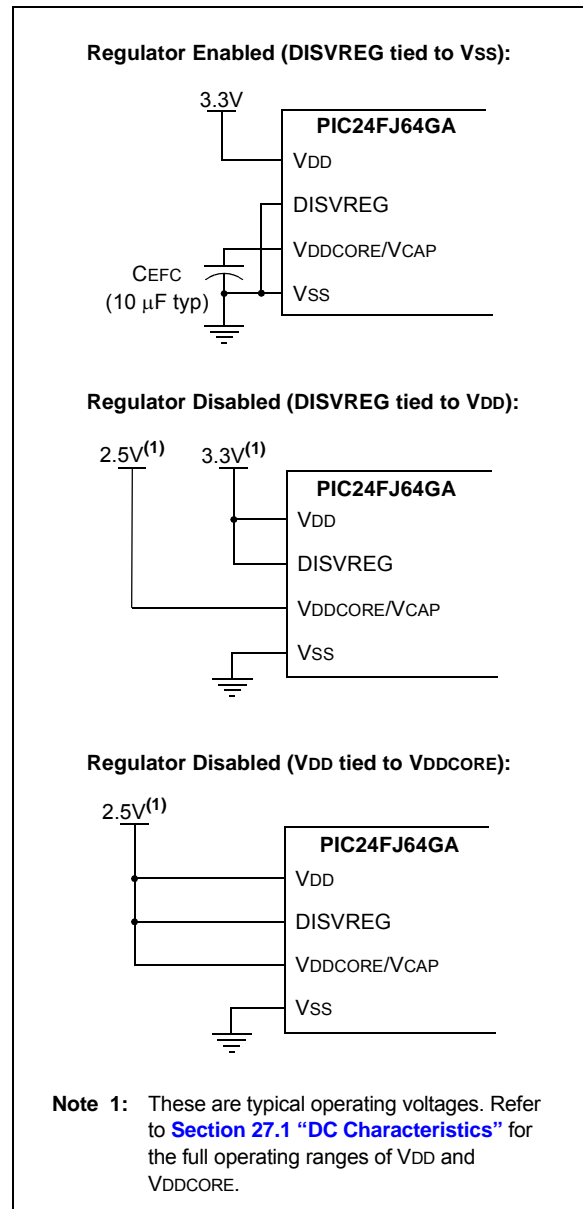 Regulator Enabled (DISVREG tied to VSS):
3.3V
PIC24FJ64GA
VDD
DISVREG
VDDCORE/VCAP
CEFC
(10 μF typ)
VSS
Regulator Disabled (DISVREG tied to VDD):
2.5V(1) 3.3V(1)
PIC24FJ64GA
VDD
DISVREG
VDDCORE/VCAP
VSS
Regulator Disabled (VDD tied to VDDCORE):
2.5V(1)
PIC24FJ64GA
VDD
DISVREG
VDDCORE/VCAP
VSS
Note 1: These are typical operating voltages. Refer
to Section 27.1 “DC Characteristics” for
the full operating ranges of VDD and
VDDCORE.